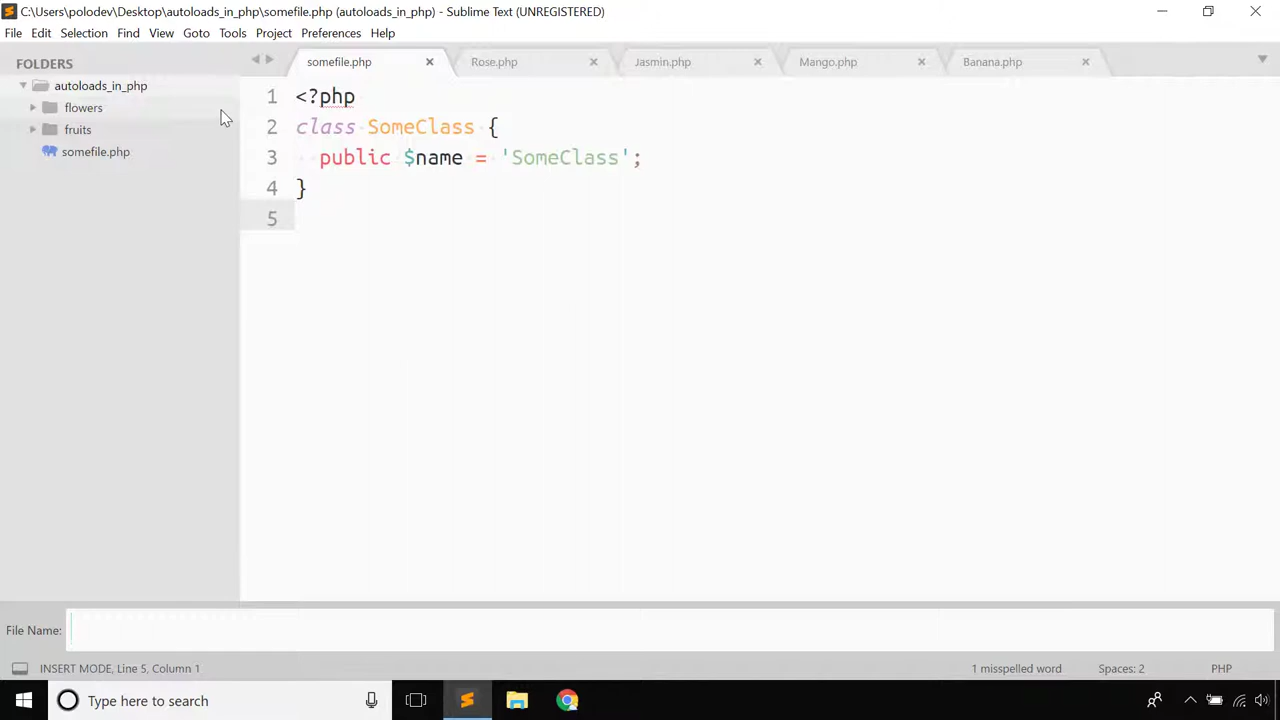 C:\Users\polodev\Desktop\autoloads_in_php\somefile.php (autoloads_in_php) - Sublime Text (UNREGISTERED)
File Edit Selection Find View Goto Tools Project Preferences Help
FOLDERS
autoloads_in_php
flowers
fruits
somefile.php
somefile.php Rose.php Jasmin.php Mango.php Banana.php
1 <?php
2 class SomeClass {
3 public $name = 'SomeClass';
4 }
5
File Name:
INSERT MODE, Line 5, Column 1 1 misspelled word Spaces: 2 PHP
Type here to search